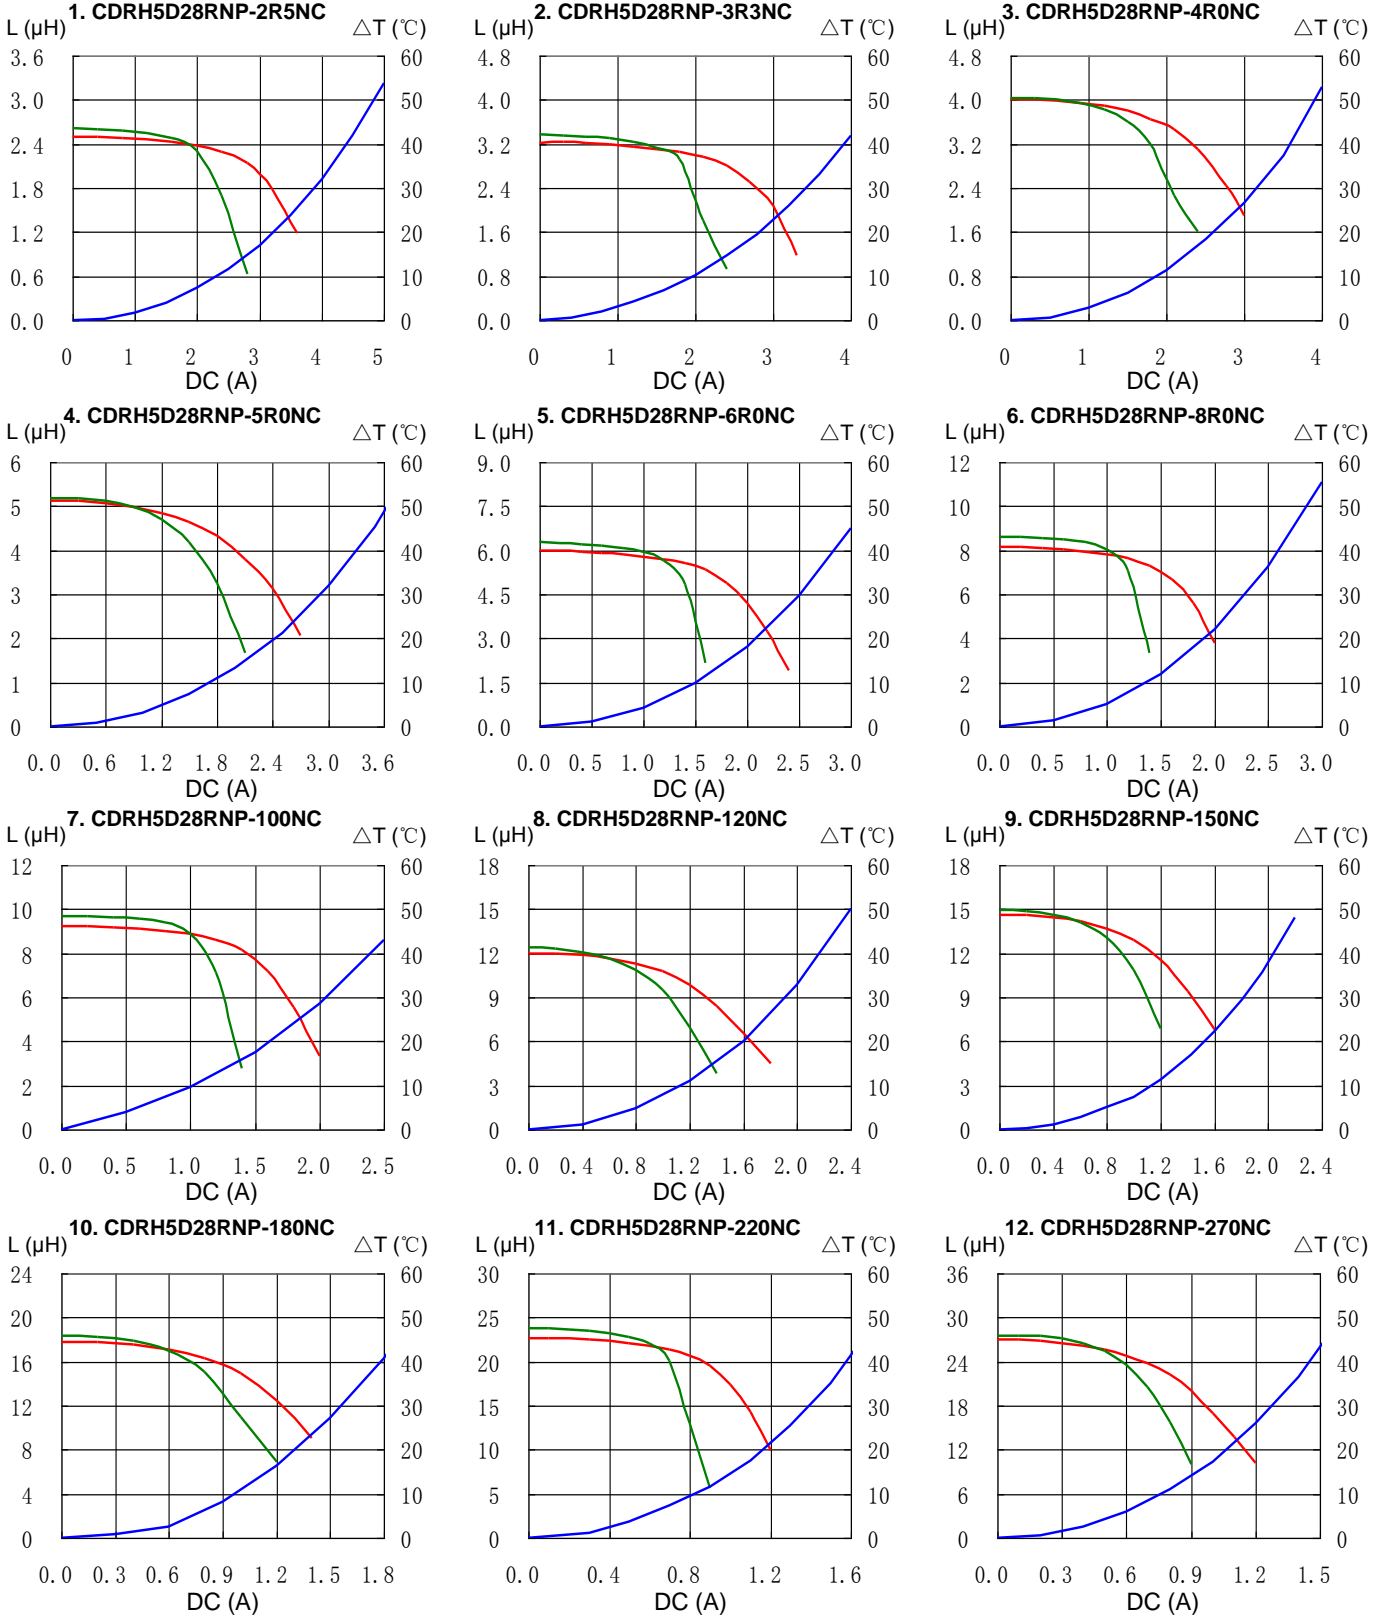 1. CDRH5D28RNP-2R5NC
L (μH) △T (℃)
3.6 60
3.0 50
2.4 40
1.8 30
1.2 20
0.6 10
0.0 0
0 1 2 3 4 5
DC (A)
2. CDRH5D28RNP-3R3NC
L (μH) △T (℃)
4.8 60
4.0 50
3.2 40
2.4 30
1.6 20
0.8 10
0.0 0
0 1 2 3 4
DC (A)
3. CDRH5D28RNP-4R0NC
L (μH) △T (℃)
4.8 60
4.0 50
3.2 40
2.4 30
1.6 20
0.8 10
0.0 0
0 1 2 3 4
DC (A)
4. CDRH5D28RNP-5R0NC
L (μH) △T (℃)
6 60
5 50
4 40
3 30
2 20
1 10
0 0
0.0 0.6 1.2 1.8 2.4 3.0 3.6
DC (A)
5. CDRH5D28RNP-6R0NC
L (μH) △T (℃)
9.0 60
7.5 50
6.0 40
4.5 30
3.0 20
1.5 10
0.0 0
0.0 0.5 1.0 1.5 2.0 2.5 3.0
DC (A)
6. CDRH5D28RNP-8R0NC
L (μH) △T (℃)
12 60
10 50
8 40
6 30
4 20
2 10
0 0
0.0 0.5 1.0 1.5 2.0 2.5 3.0
DC (A)
7. CDRH5D28RNP-100NC
L (μH) △T (℃)
12 60
10 50
8 40
6 30
4 20
2 10
0 0
0.0 0.5 1.0 1.5 2.0 2.5
DC (A)
8. CDRH5D28RNP-120NC
L (μH) △T (℃)
18 60
15 50
12 40
9 30
6 20
3 10
0 0
0.0 0.4 0.8 1.2 1.6 2.0 2.4
DC (A)
9. CDRH5D28RNP-150NC
L (μH) △T (℃)
18 60
15 50
12 40
9 30
6 20
3 10
0 0
0.0 0.4 0.8 1.2 1.6 2.0 2.4
DC (A)
10. CDRH5D28RNP-180NC
L (μH) △T (℃)
24 60
20 50
16 40
12 30
8 20
4 10
0 0
0.0 0.3 0.6 0.9 1.2 1.5 1.8
DC (A)
11. CDRH5D28RNP-220NC
L (μH) △T (℃)
30 60
25 50
20 40
15 30
10 20
5 10
0 0
0.0 0.4 0.8 1.2 1.6
DC (A)
12. CDRH5D28RNP-270NC
L (μH) △T (℃)
36 60
30 50
24 40
18 30
12 20
6 10
0 0
0.0 0.3 0.6 0.9 1.2 1.5
DC (A)